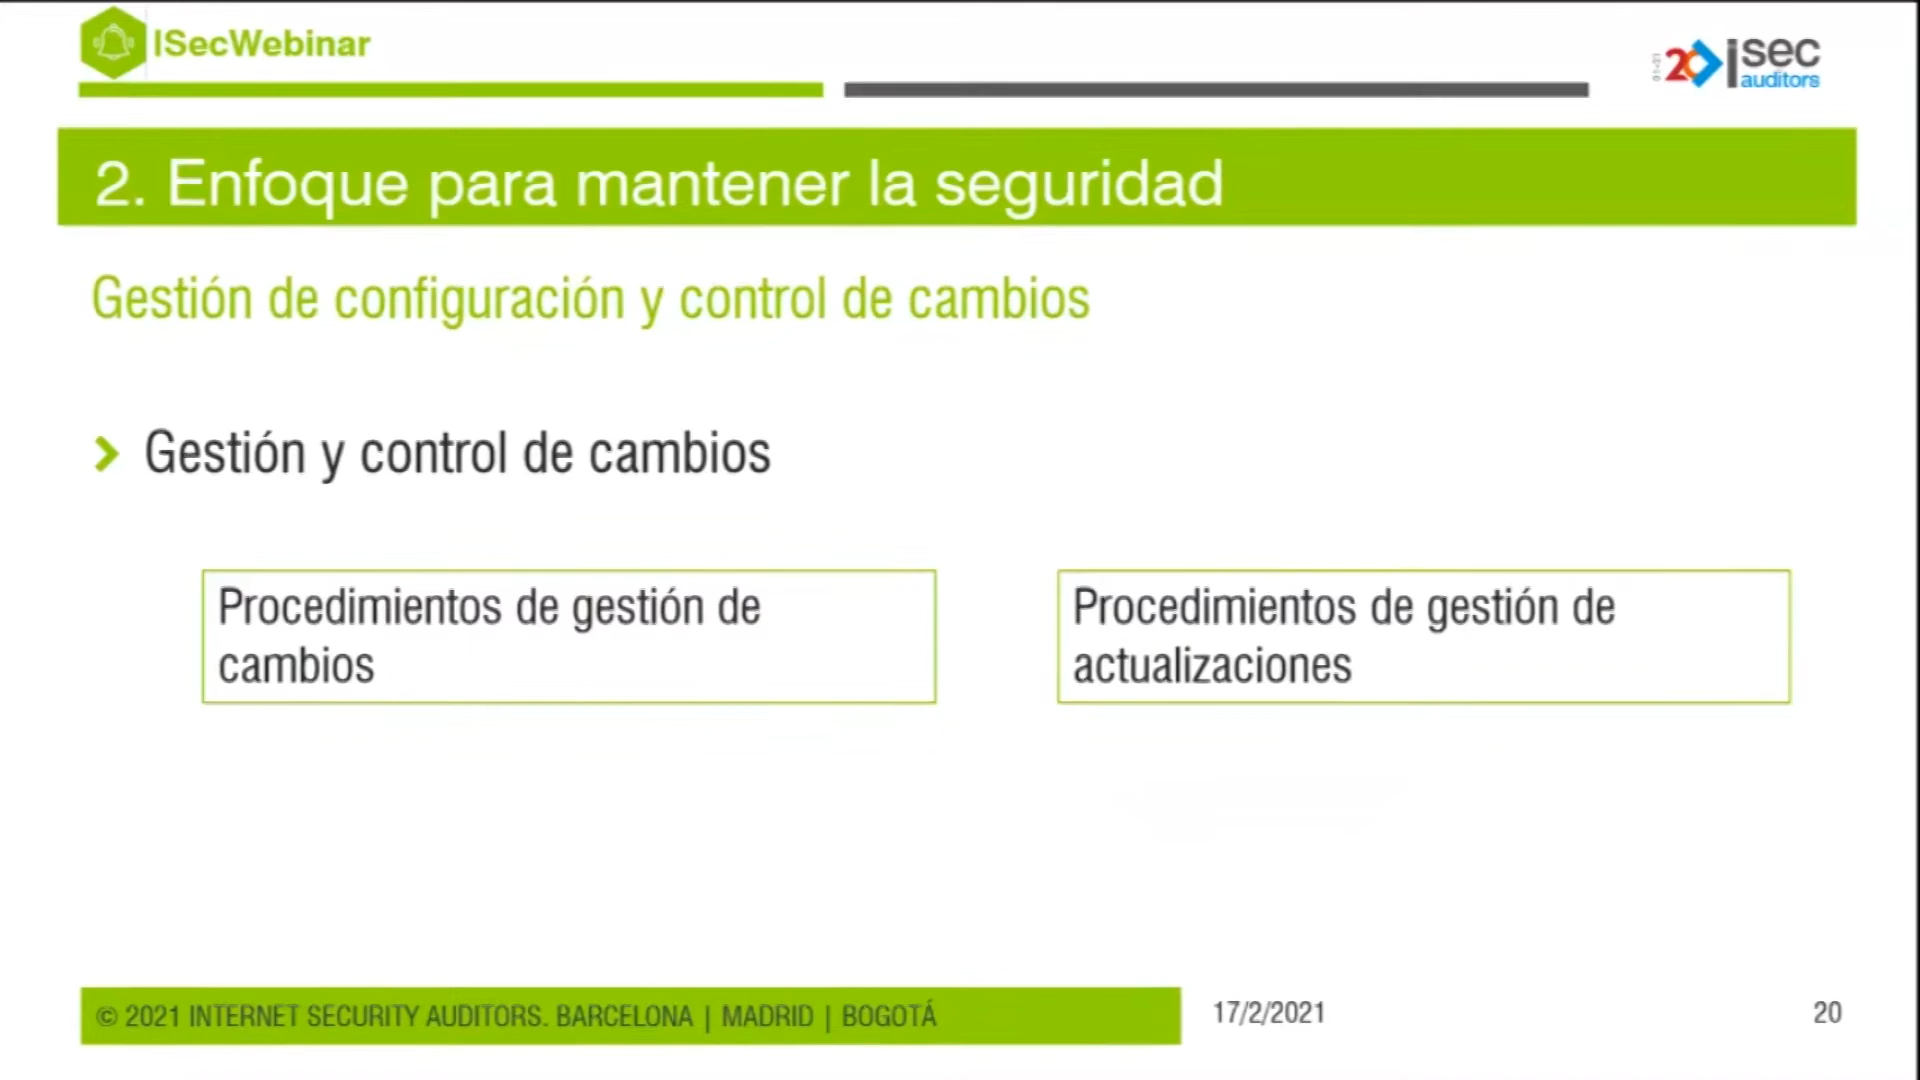 ISecWebinar
20 isec
auditors
2. Enfoque para mantener la seguridad
Gestión de configuración y control de cambios
Gestión y control de cambios
Procedimientos de gestión de
cambios
Procedimientos de gestión de
actualizaciones
© 2021 INTERNET SECURITY AUDITORS. BARCELONA | MADRID | BOGOTÁ
17/2/2021
20